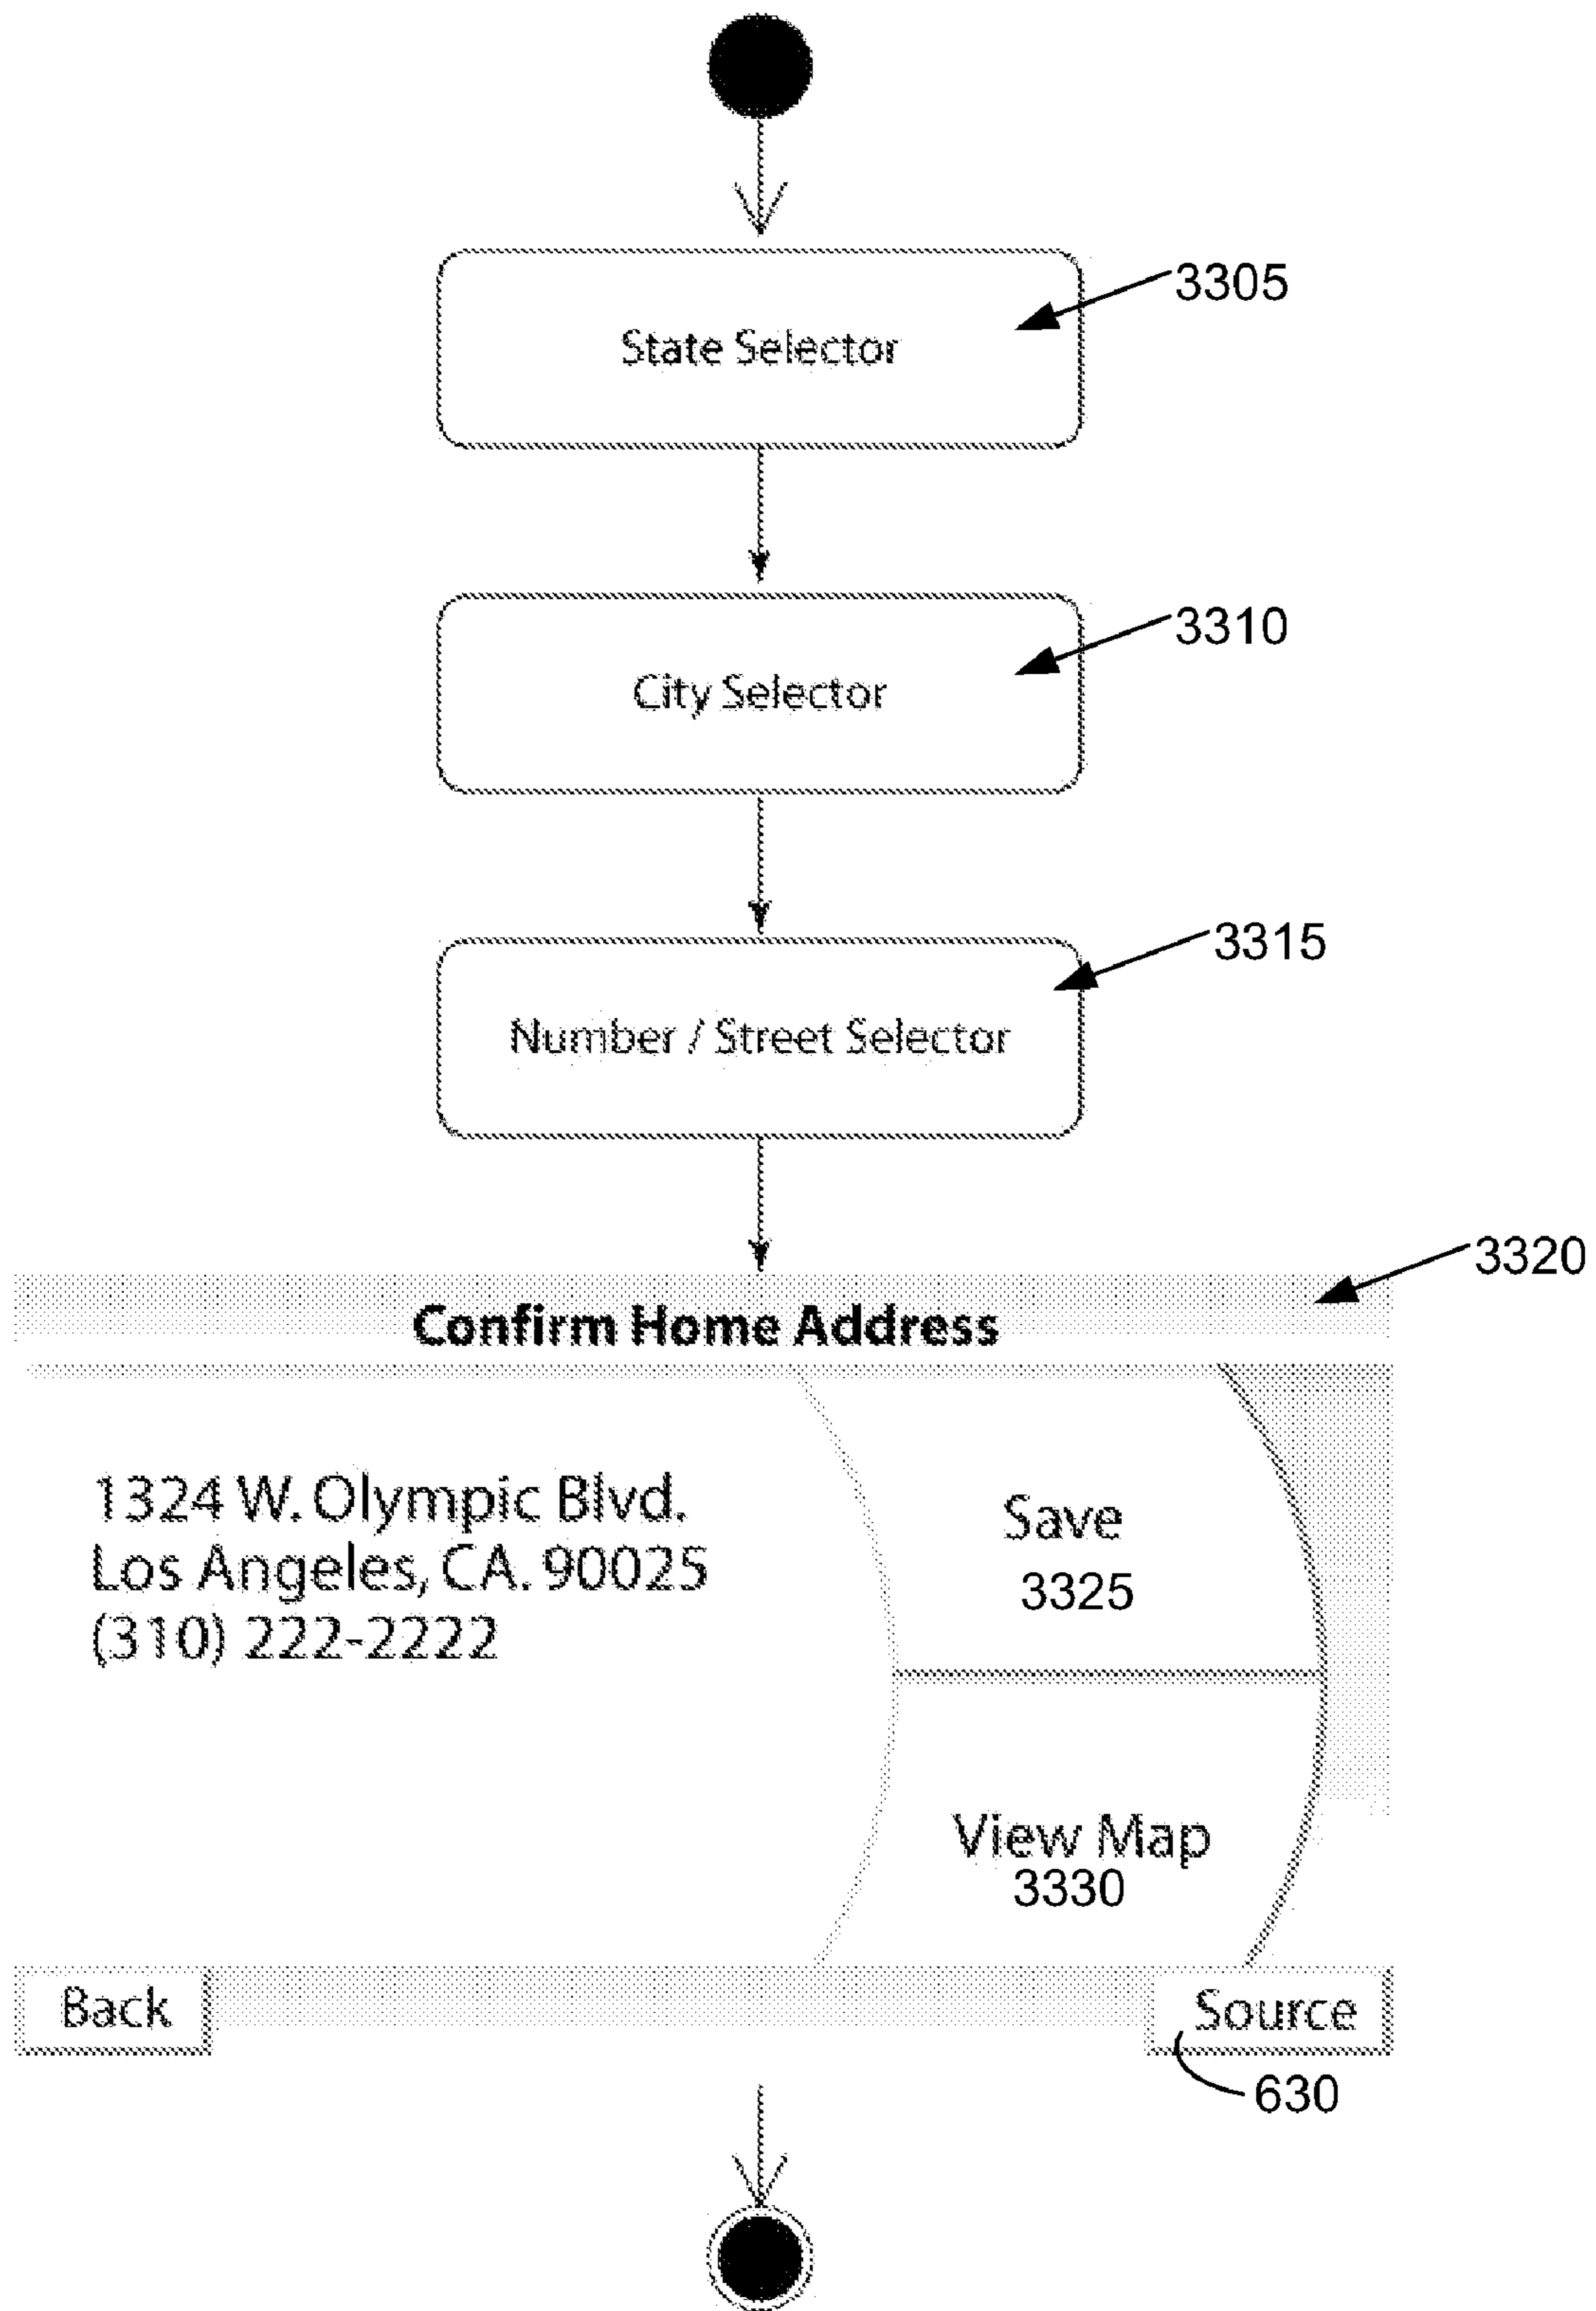 State Selector
3305
City Selector
3310
Number / Street Selector
3315
3320
Confirm Home Address
1324 W. Olympic Blvd.
Los Angeles, CA. 90025
(310) 222-2222
Save
3325
View Map
3330
Back
Source
630